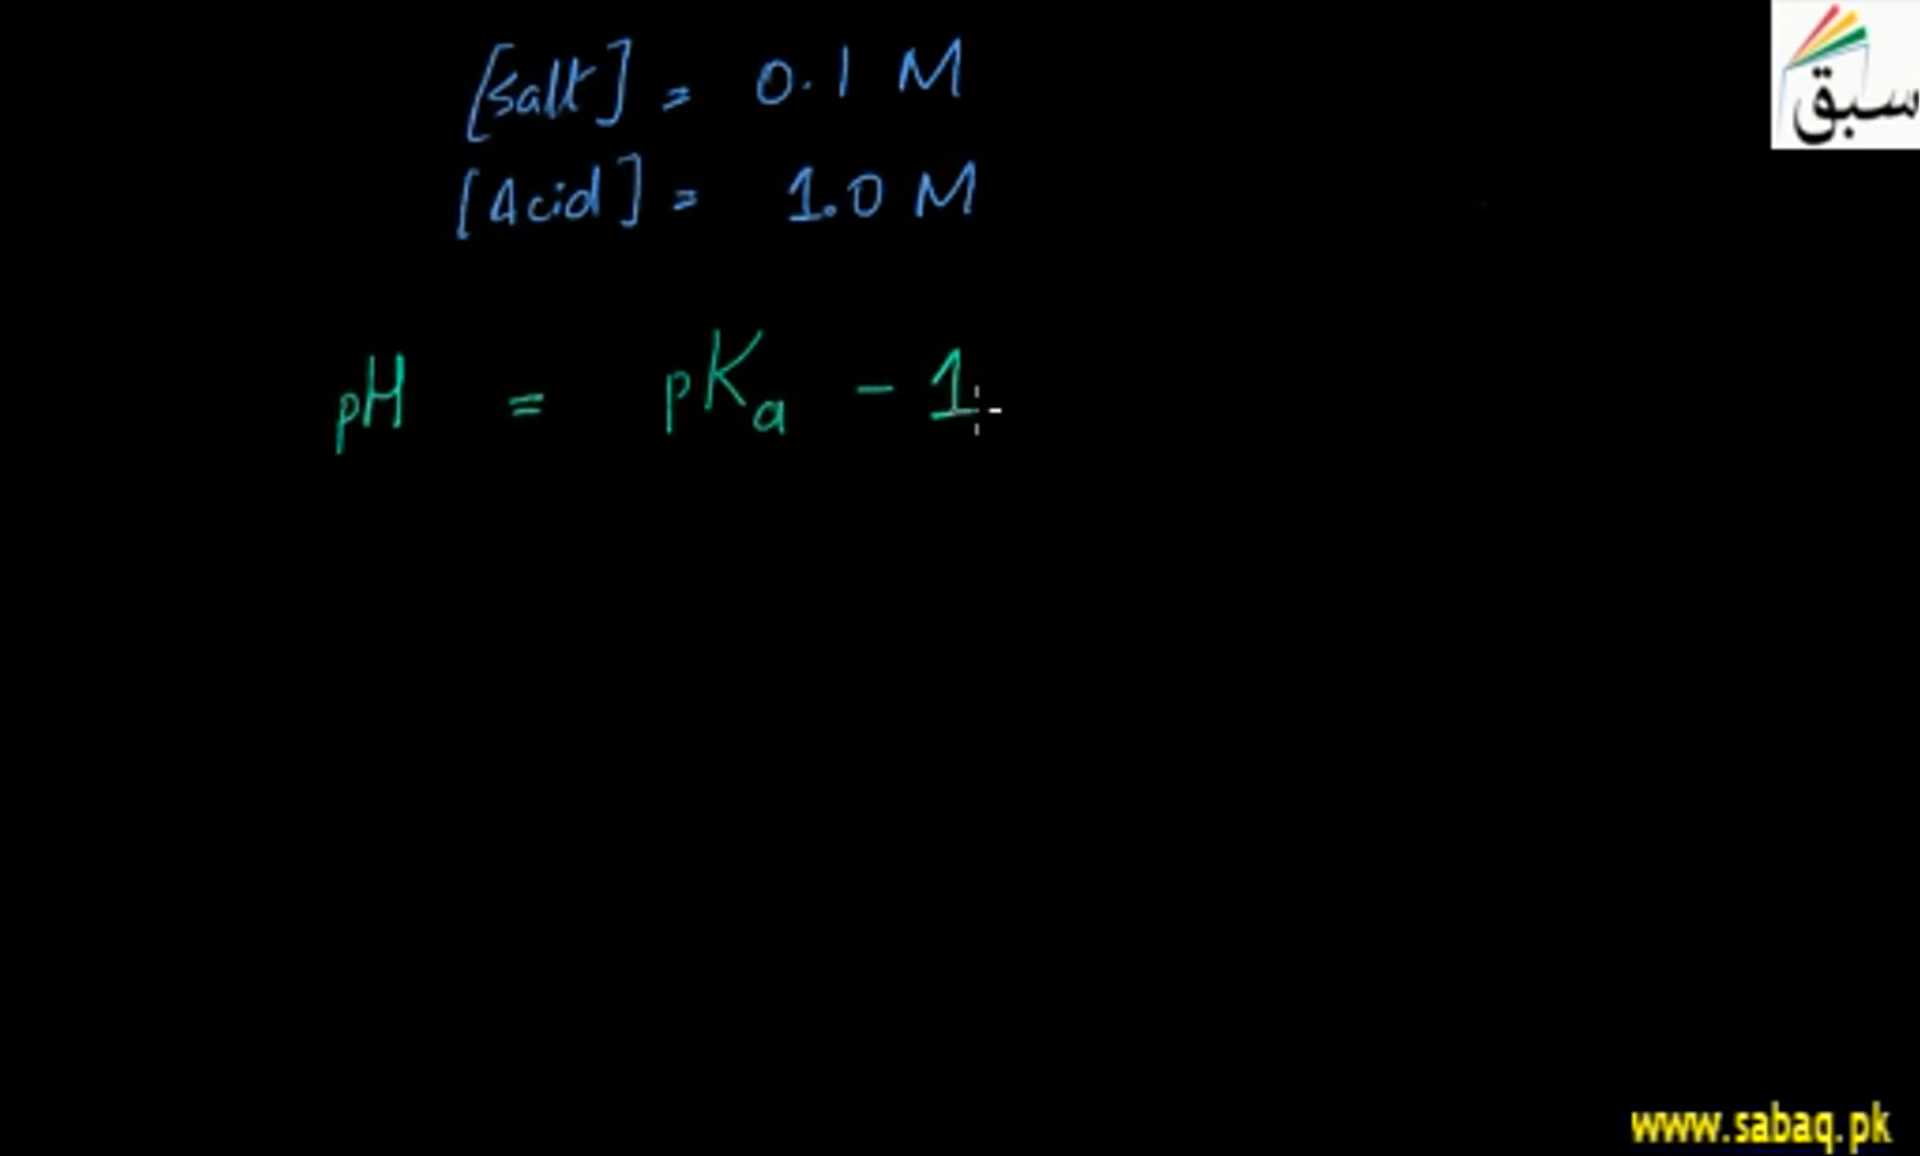 [Salt] = 0.1 M
[Acid] = 1.0 M
pH = pKa - 1
سبق
www.sabaq.pk